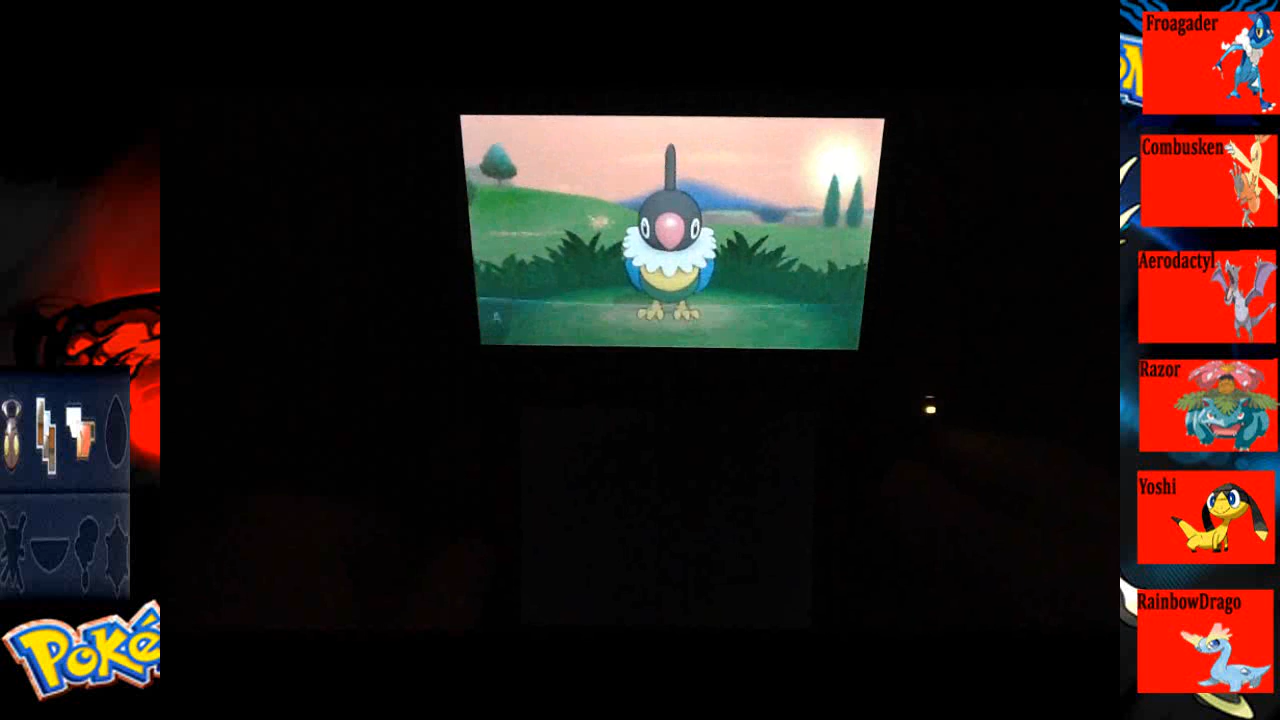 Froagader
Combusken
Aerodactyl
Razor
Yoshi
RainbowDrago
Poké